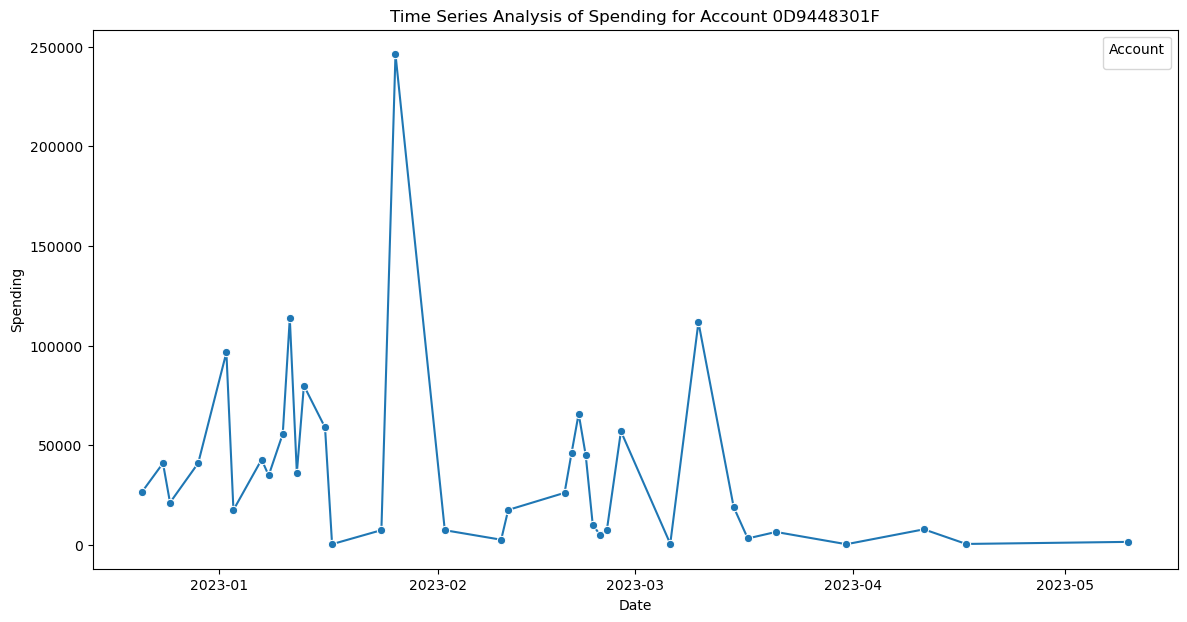 Time Series Analysis of Spending for Account 0D9448301F
Account
250000
200000
150000
100000
50000
0
Spending
2023-01
2023-02
2023-03
2023-04
2023-05
Date